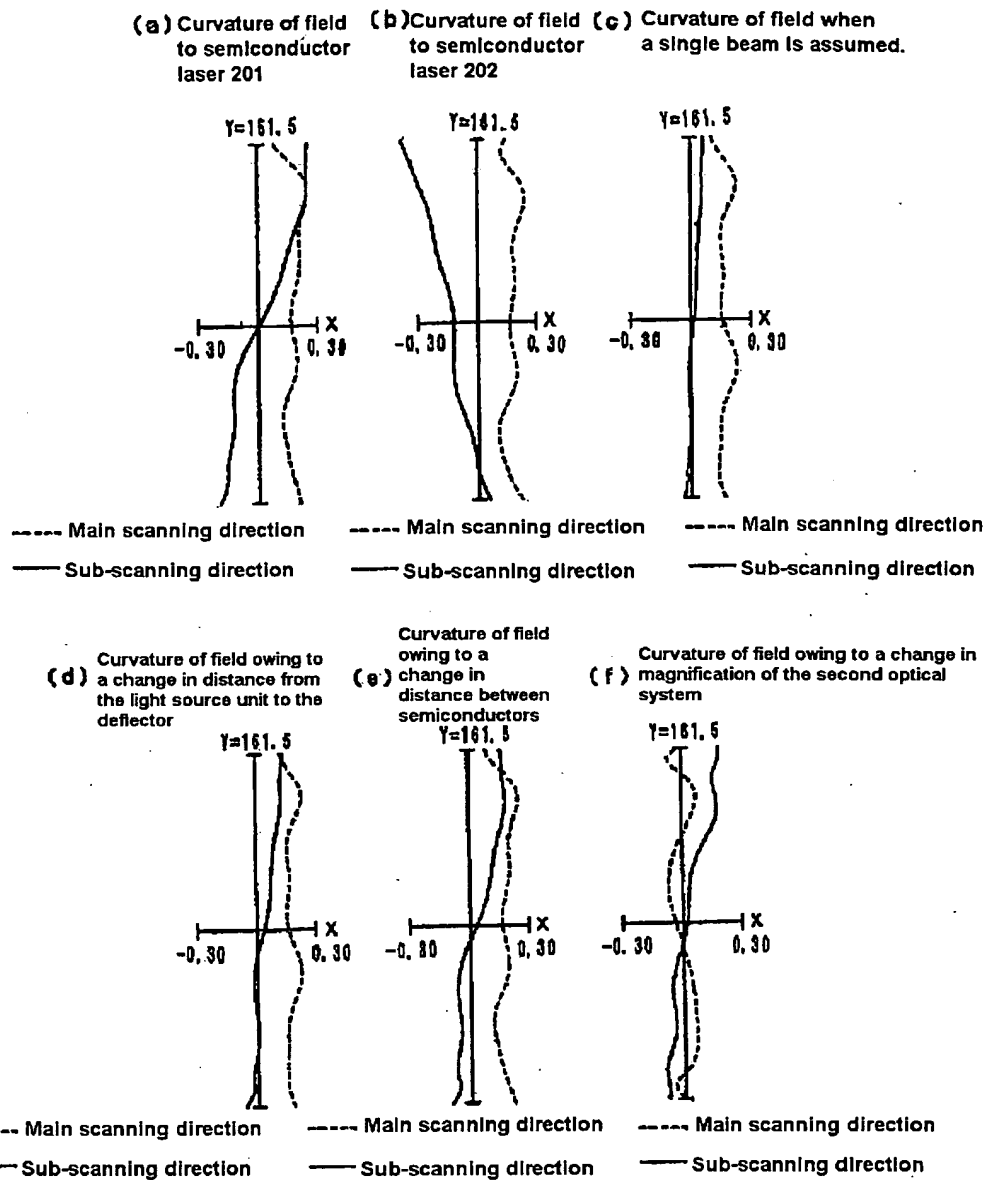 (a) Curvature of field
to semiconductor
laser 201
(b) Curvature of field
to semiconductor
laser 202
(c) Curvature of field when
a single beam is assumed.
Y=161. 5
Y=161. 5
Y=161. 5
X
-0. 30
0. 30
X
-0. 30
0. 30
X
-0. 30
0. 30
Main scanning direction
Sub-scanning direction
Main scanning direction
Sub-scanning direction
Main scanning direction
Sub-scanning direction
(d) Curvature of field owing to
a change in distance from
the light source unit to the
deflector
(e) Curvature of field
owing to a
change in
distance between
semiconductors
(f) Curvature of field owing to a change in
magnification of the second optical
system
Y=161. 5
Y=161. 5
Y=161. 5
X
-0. 30
0. 30
X
-0. 30
0. 30
X
-0. 30
0. 30
Main scanning direction
Sub-scanning direction
Main scanning direction
Sub-scanning direction
Main scanning direction
Sub-scanning direction